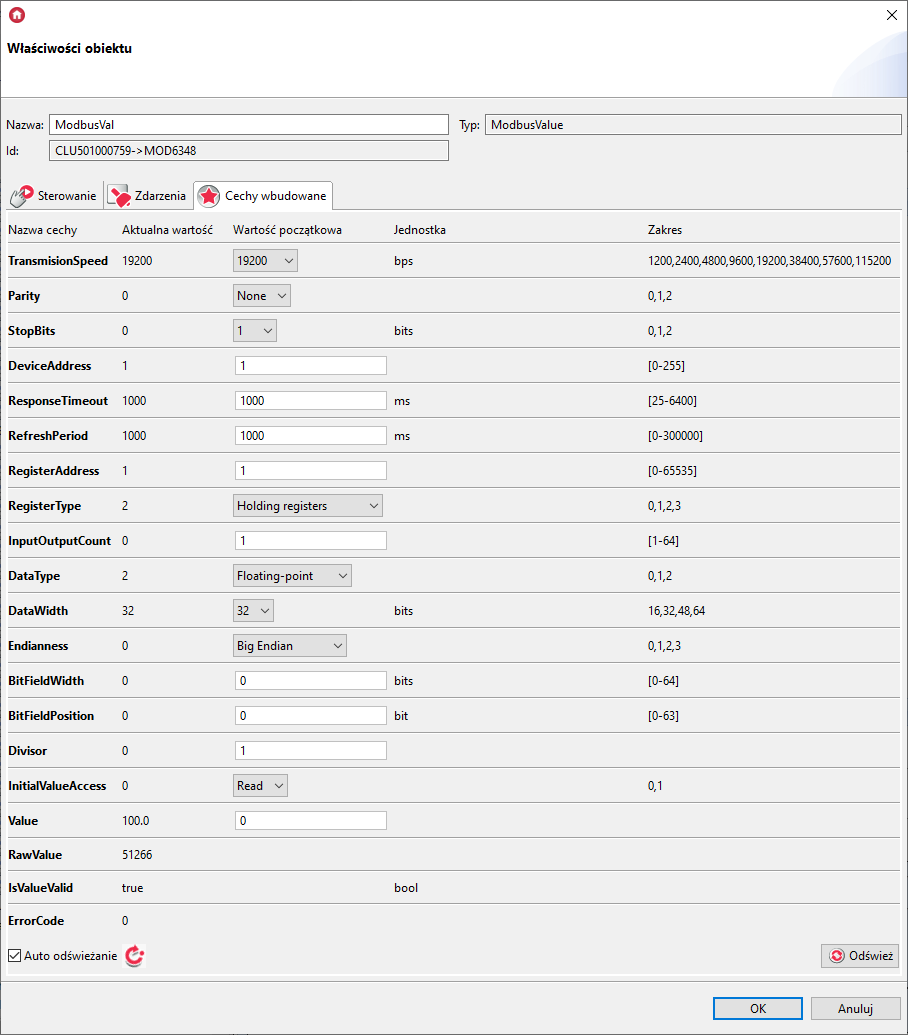 Właściwości obiektu
Nazwa: ModbusVal Typ: ModbusValue
Id: CLU501000759->MOD6348
Sterowanie Zdarzenia Cechy wbudowane
Nazwa cechy Aktualna wartość Wartość początkowa Jednostka Zakres
TransmisionSpeed 19200 19200 bps 1200,2400,4800,9600,19200,38400,57600,115200
Parity 0 None 0,1,2
StopBits 0 1 bits 0,1,2
DeviceAddress 1 1 [0-255]
ResponseTimeout 1000 1000 ms [25-6400]
RefreshPeriod 1000 1000 ms [0-300000]
RegisterAddress 1 1 [0-65535]
RegisterType 2 Holding registers 0,1,2,3
InputOutputCount 0 1 [1-64]
DataType 2 Floating-point 0,1,2
DataWidth 32 32 bits 16,32,48,64
Endianness 0 Big Endian 0,1,2,3
BitFieldWidth 0 0 bits [0-64]
BitFieldPosition 0 0 bit [0-63]
Divisor 0 1
InitialValueAccess 0 Read 0,1
Value 100.0 0
RawValue 51266
IsValueValid true bool
ErrorCode 0
Auto odświeżanie Odśwież
OK Anuluj